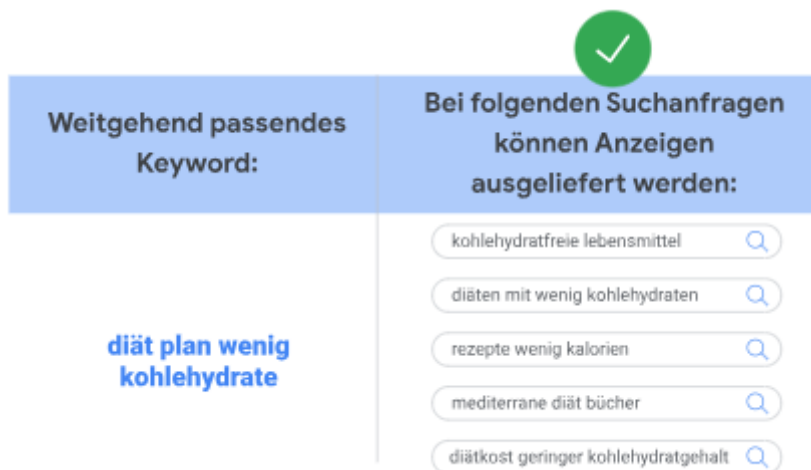 Weitgehend passendes
Keyword:
Bei folgenden Suchanfragen
können Anzeigen
ausgeliefert werden:
diät plan wenig
kohlehydrate
kohlehydratfreie lebensmittel
diäten mit wenig kohlehydraten
rezepte wenig kalorien
mediterrane diät bücher
diätkost geringer kohlehydratgehalt